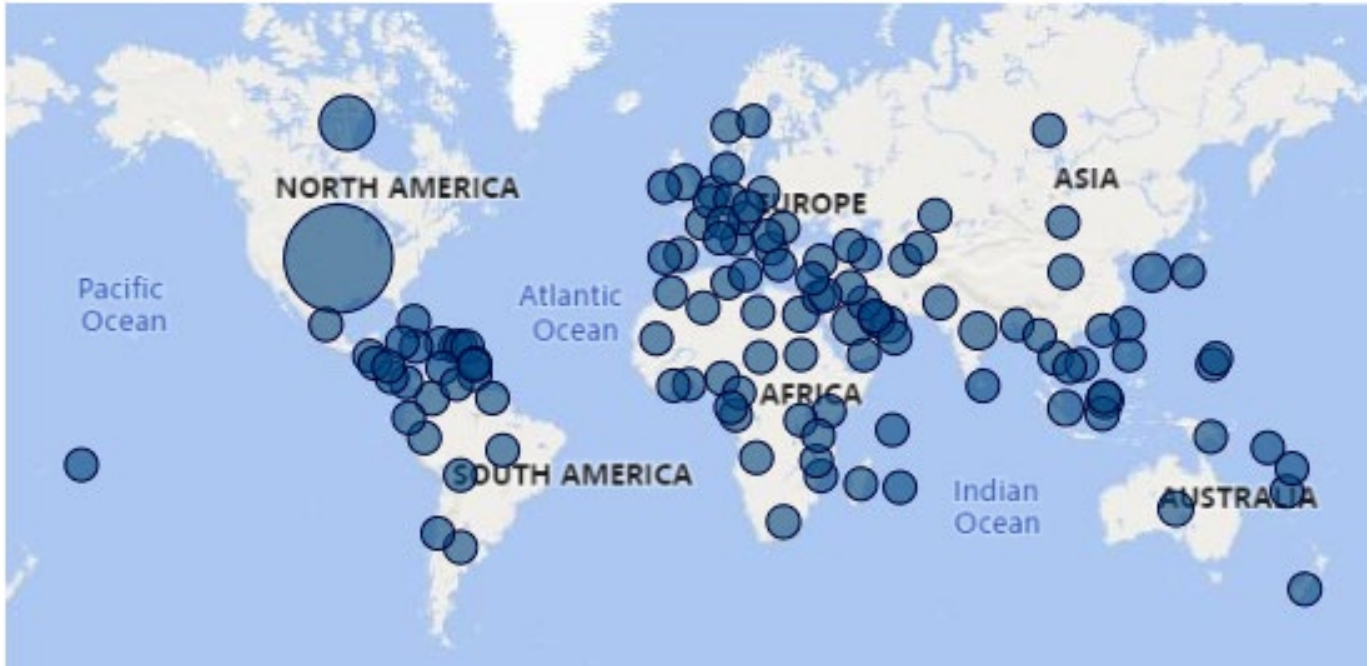 NORTH AMERICA
ASIA
EUROPE
Pacific
Ocean
Atlantic
Ocean
AFRICA
SOUTH AMERICA
Indian
Ocean
AUSTRALIA